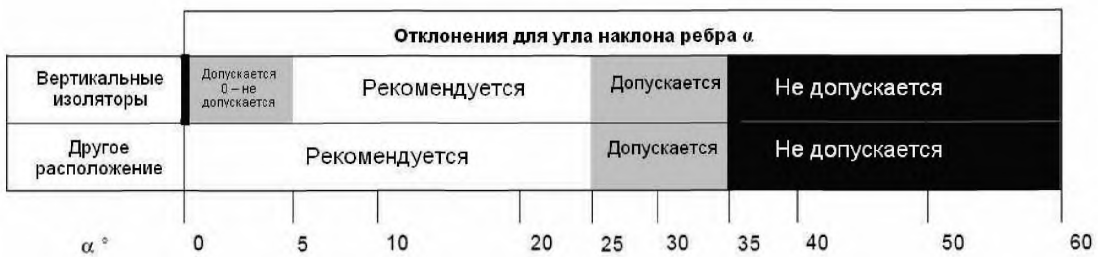 Отклонения для угла наклона ребра α
Вертикальные
изоляторы
Допускается
0 – не
допускается
Рекомендуется
Допускается
Не допускается
Другое
расположение
Рекомендуется
Допускается
Не допускается
α ° 0 5 10 20 25 30 35 40 50 60